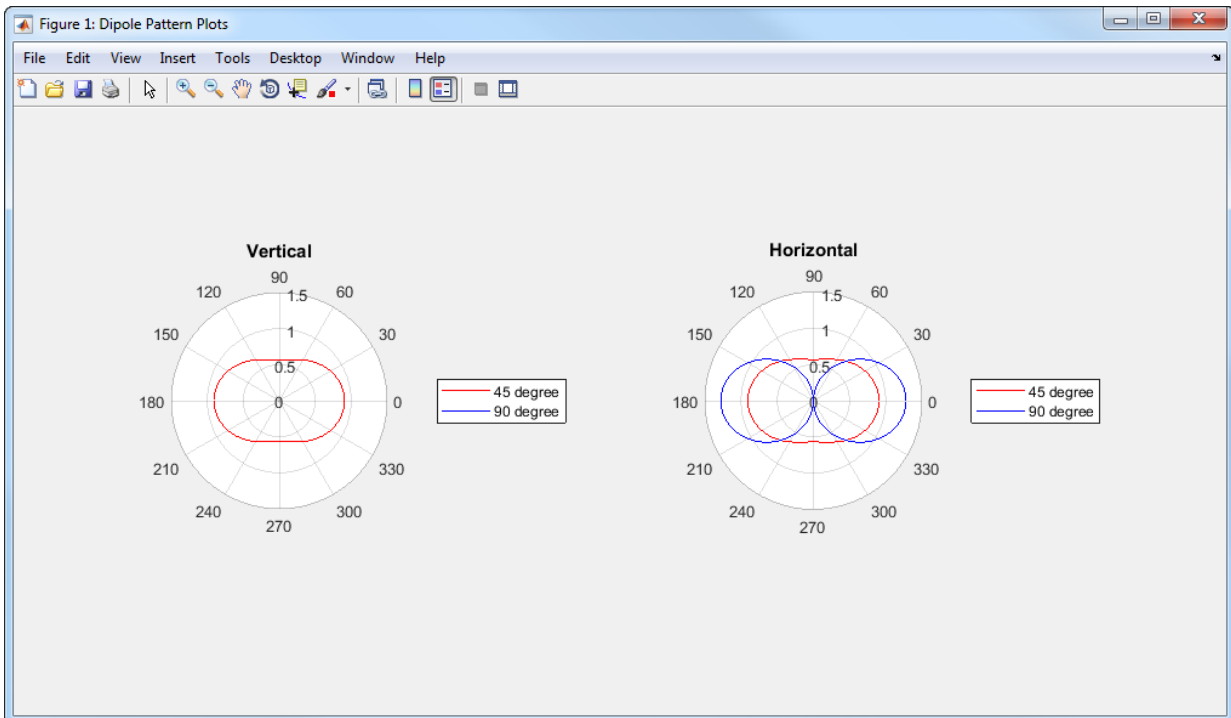 Figure 1: Dipole Pattern Plots
File Edit View Insert Tools Desktop Window Help
Vertical
90
120 1.5 60
150 1 30
0.5
180 0 0
210 330
240 300
270
45 degree
90 degree
Horizontal
90
120 1.5 60
150 1 30
0.5
180 0 0
210 330
240 300
270
45 degree
90 degree